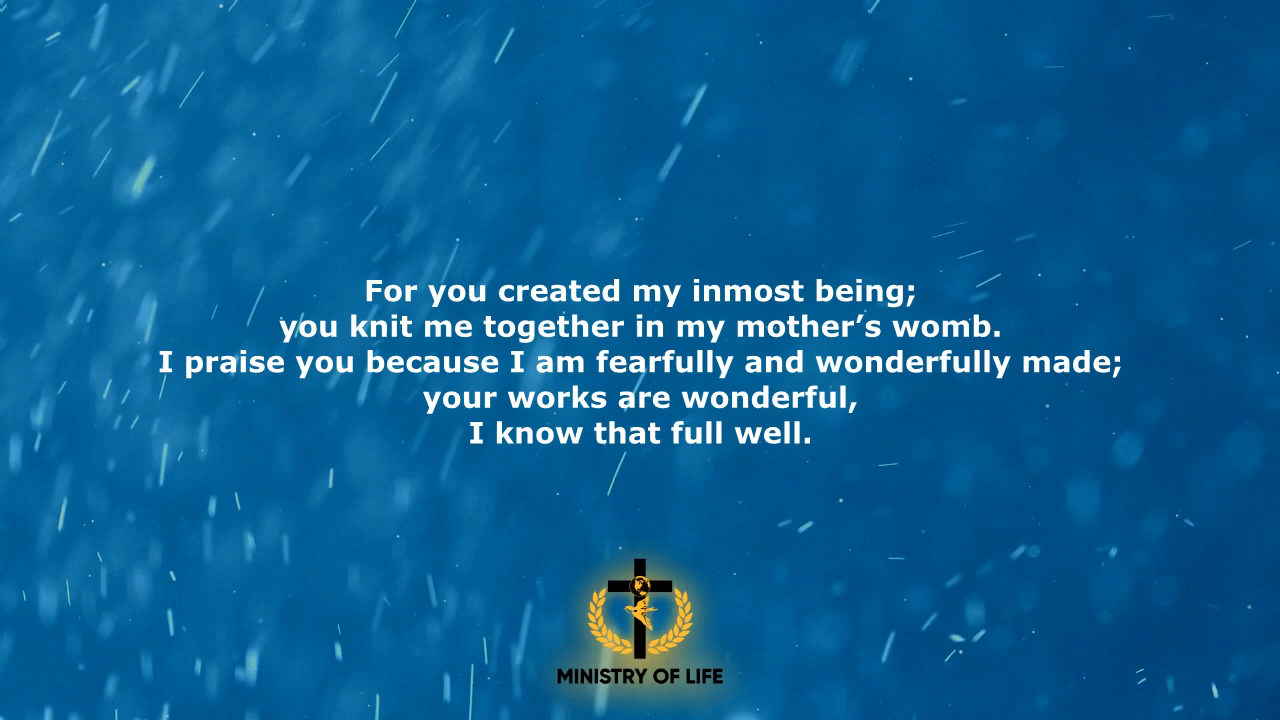 For you created my inmost being;
you knit me together in my mother’s womb.
I praise you because I am fearfully and wonderfully made;
your works are wonderful,
I know that full well.
MINISTRY OF LIFE